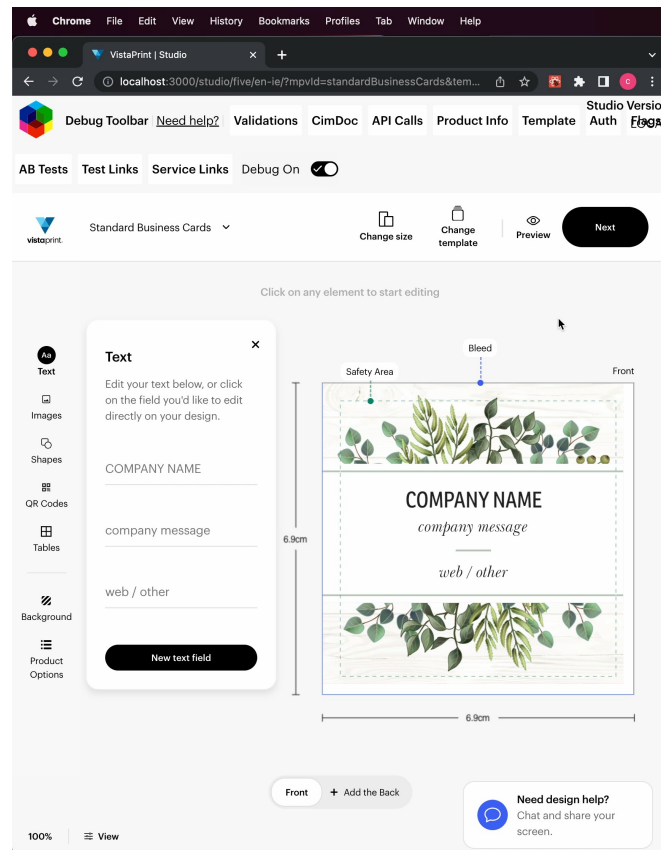 Chrome File Edit View History Bookmarks Profiles Tab Window Help
VistaPrint | Studio
localhost:3000/studio/five/en-ie/?mpvId=standardBusinessCards&tem...
c
Debug Toolbar Need help? Validations CimDoc API Calls Product Info Template Auth Flags
Studio Versio
LOCA
AB Tests Test Links Service Links Debug On
vistaprint.
Standard Business Cards
Change size
Change
template
Preview
Next
Click on any element to start editing
Aa
Text
Images
Shapes
QR Codes
Tables
Background
Product
Options
Text
Edit your text below, or click
on the field you'd like to edit
directly on your design.
COMPANY NAME
company message
web / other
New text field
Bleed
Safety Area
Front
COMPANY NAME
company message
web / other
6.9cm
6.9cm
Front
+ Add the Back
Need design help?
Chat and share your
screen.
100%
View